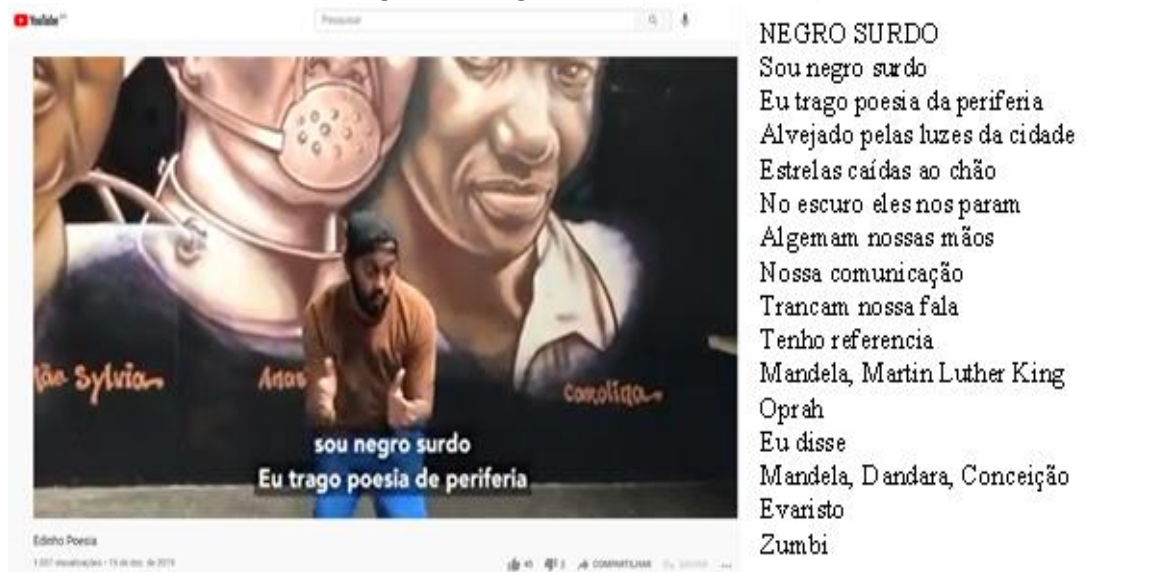 YouTube
Pesquisar
Mãe Sylvia
Anas
Carolina
sou negro surdo
Eu trago poesia de periferia
Edinho Poesia
COMPARTILHAR
NEGRO SURDO
Sou negro surdo
Eu trago poesia da periferia
Alvejado pelas luzes da cidade
Estrelas caídas ao chão
No escuro eles nos param
Algemam nossas mãos
Nossa comunicação
Trancam nossa fala
Tenho referencia
Mandela, Martin Luther King
Oprah
Eu disse
Mandela, Dandara, Conceição
Evaristo
Zumbi